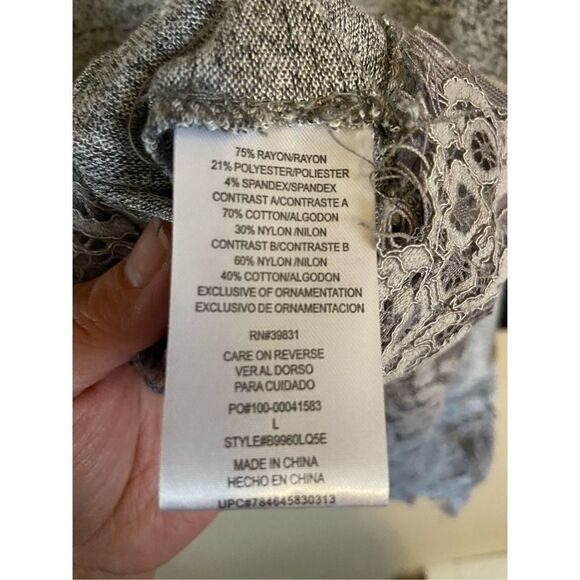 75% RAYON/RAYON
21% POLYESTER/POLIESTER
4% SPANDEX/SPANDEX
CONTRAST A/CONTRASTE A
70% COTTON/ALGODON
30% NYLON /NILON
CONTRAST B/CONTRASTE B
60% NYLON /NILON
40% COTTON/ALGODON
EXCLUSIVE OF ORNAMENTATION
EXCLUSIVO DE ORNAMENTACION
RN#39831
CARE ON REVERSE
VER AL DORSO
PARA CUIDADO
PO#100-00041583
L
STYLE#B9960LQ5E
MADE IN CHINA
HECHO EN CHINA
UPC#784645830313